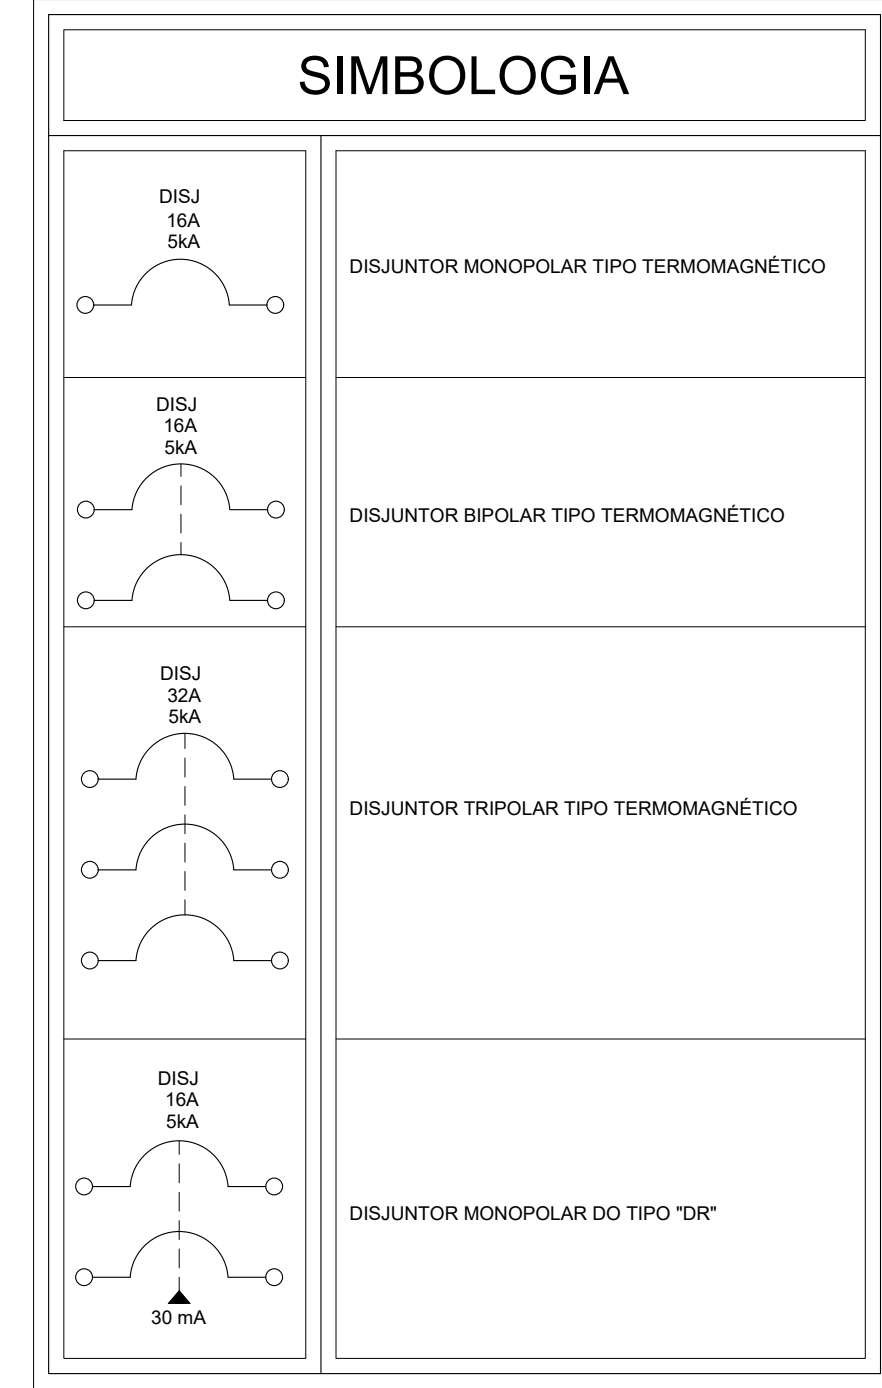 SIMBOLOGIA
DISJ
16A
5kA
DISJUNTOR MONOPOLAR TIPO TERMOMAGNÉTICO
DISJ
16A
5kA
DISJUNTOR BIPOLAR TIPO TERMOMAGNÉTICO
DISJ
32A
5kA
DISJUNTOR TRIPOLAR TIPO TERMOMAGNÉTICO
DISJ
16A
5kA
30 mA
DISJUNTOR MONOPOLAR DO TIPO "DR"